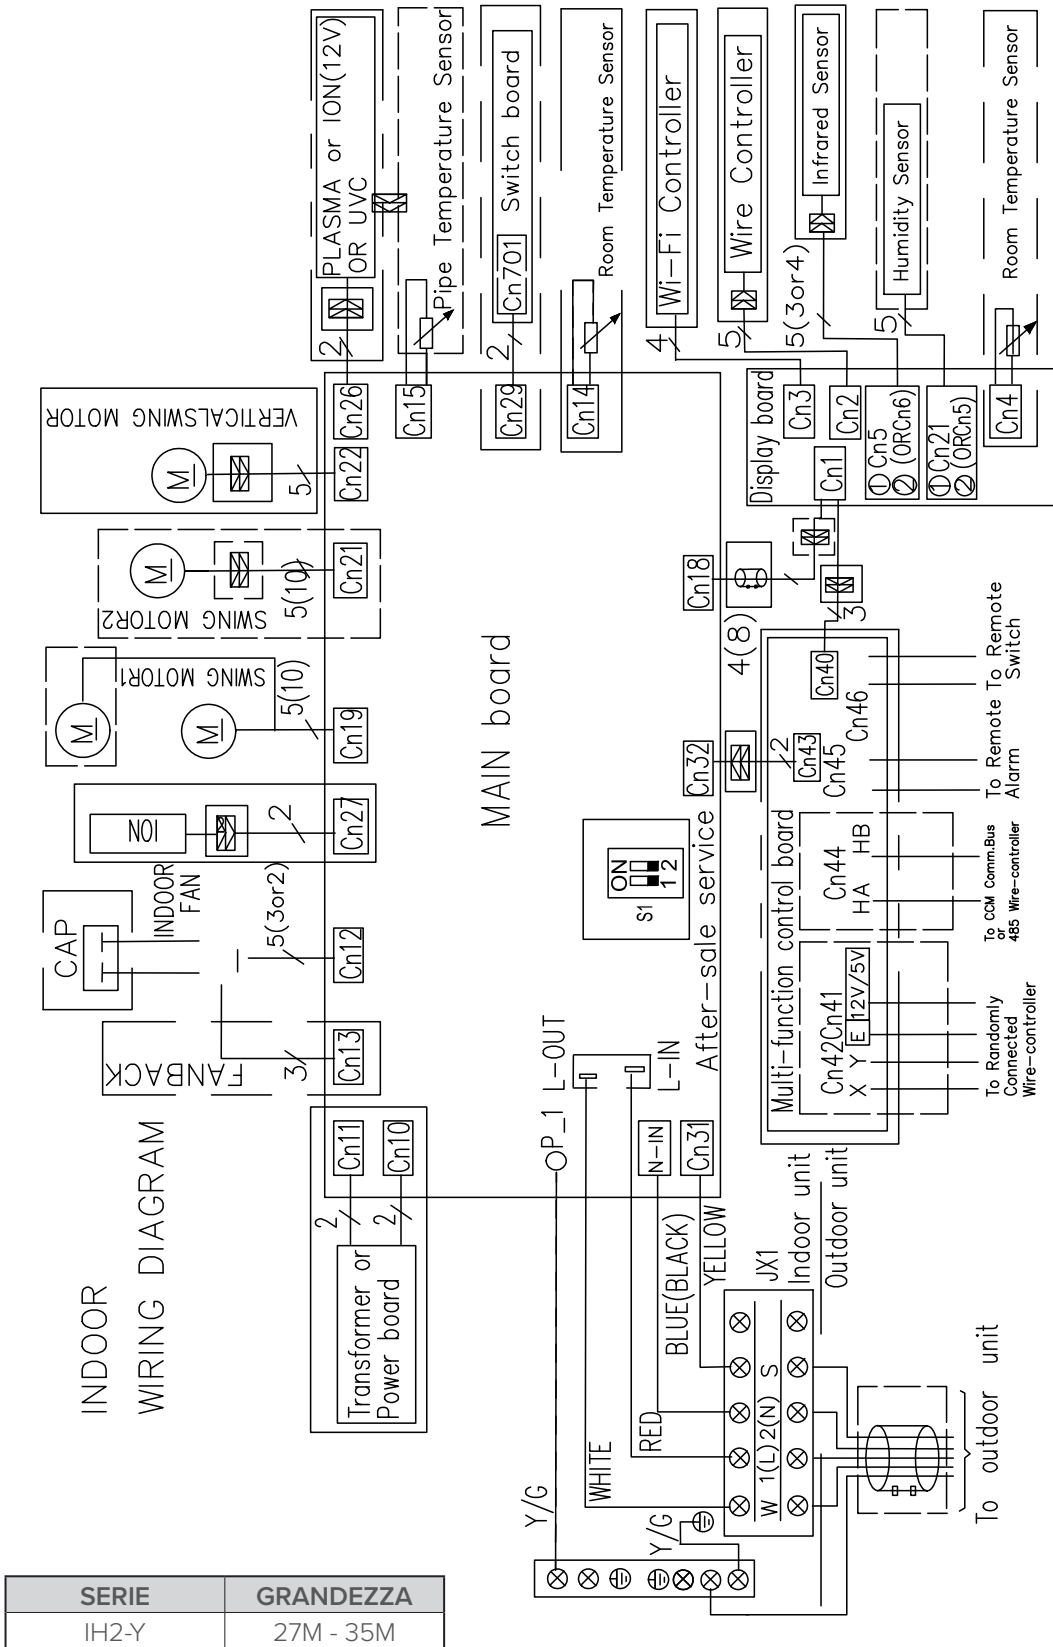 INDOOR
WIRING DIAGRAM
Transformer or
Power board
2
2
Cn11
Cn10
FANBACK
3
Cn13
CAP
INDOOR
FAN
5(3or2)
Cn12
ION
2
Cn27
M
M
SWING MOTOR1
5(10)
Cn19
M
SWING MOTOR2
5(10)
Cn21
VERTICALSWING MOTOR
M
5
Cn22
Cn26
2
PLASMA or ION(12V)
OR UVC
Cn15
Pipe Temperature Sensor
Cn29
2
Cn701
Switch board
Cn14
Room Temperature Sensor
Wi-Fi Controller
4
Wire Controller
5
Infrared Sensor
5(3or4)
Humidity Sensor
5
Room Temperature Sensor
Display board
Cn3
Cn2
Cn1
① Cn5
② (ORCn6)
① Cn21
② (ORCn5)
Cn4
MAIN board
Cn18
4(8)
3
Cn32
2
S1
ON
1 2
After-sale service
P_1
L-OUT
L-IN
N-IN
Cn31
Multi-function control board
Cn40
Cn46
Cn43
Cn45
Cn44
HA HB
Cn42
Cn41
X Y E 12V/5V
To Remote
Switch
To Remote
Alarm
To CCM Comm.Bus
or
485 Wire-controller
To Randomly
Connected
Wire-controller
Y/G
WHITE
RED
BLUE(BLACK)
YELLOW
JX1
Indoor unit
Outdoor unit
W 1(L) 2(N) S
Y/G
To outdoor unit
SERIE GRANDEZZA
IH2-Y 27M - 35M